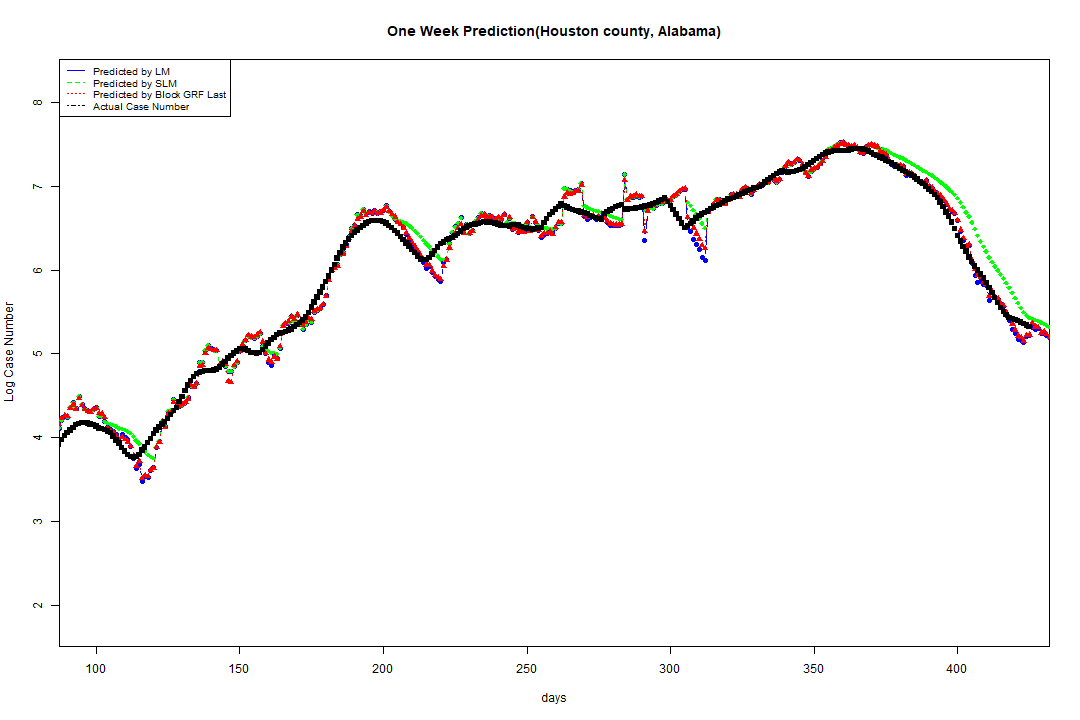 One Week Prediction(Houston county, Alabama)
Predicted by LM
Predicted by SLM
Predicted by Block GRF Last
Actual Case Number
8
7
6
5
4
3
2
Log Case Number
100 150 200 250 300 350 400
days